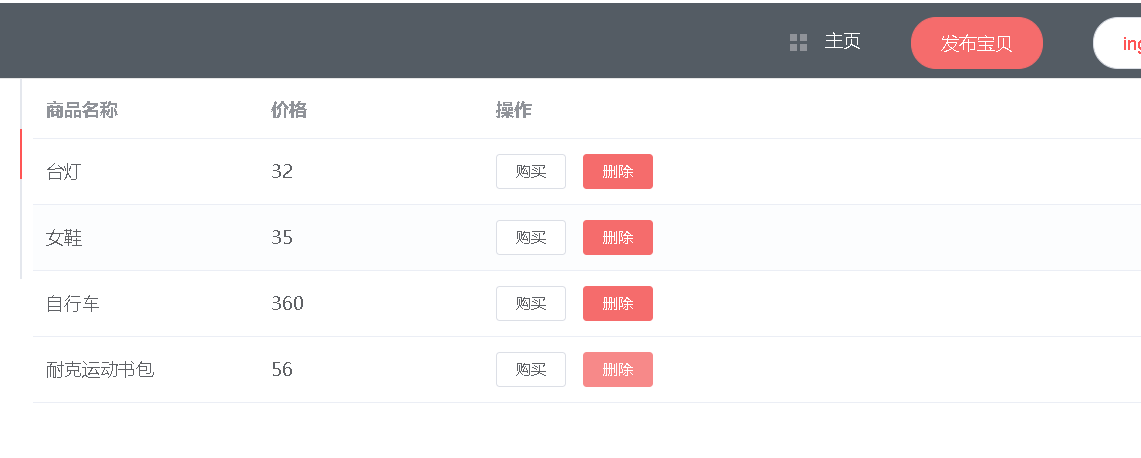 主页 发布宝贝 ing
商品名称 价格 操作
台灯 32 购买 删除
女鞋 35 购买 删除
自行车 360 购买 删除
耐克运动书包 56 购买 删除